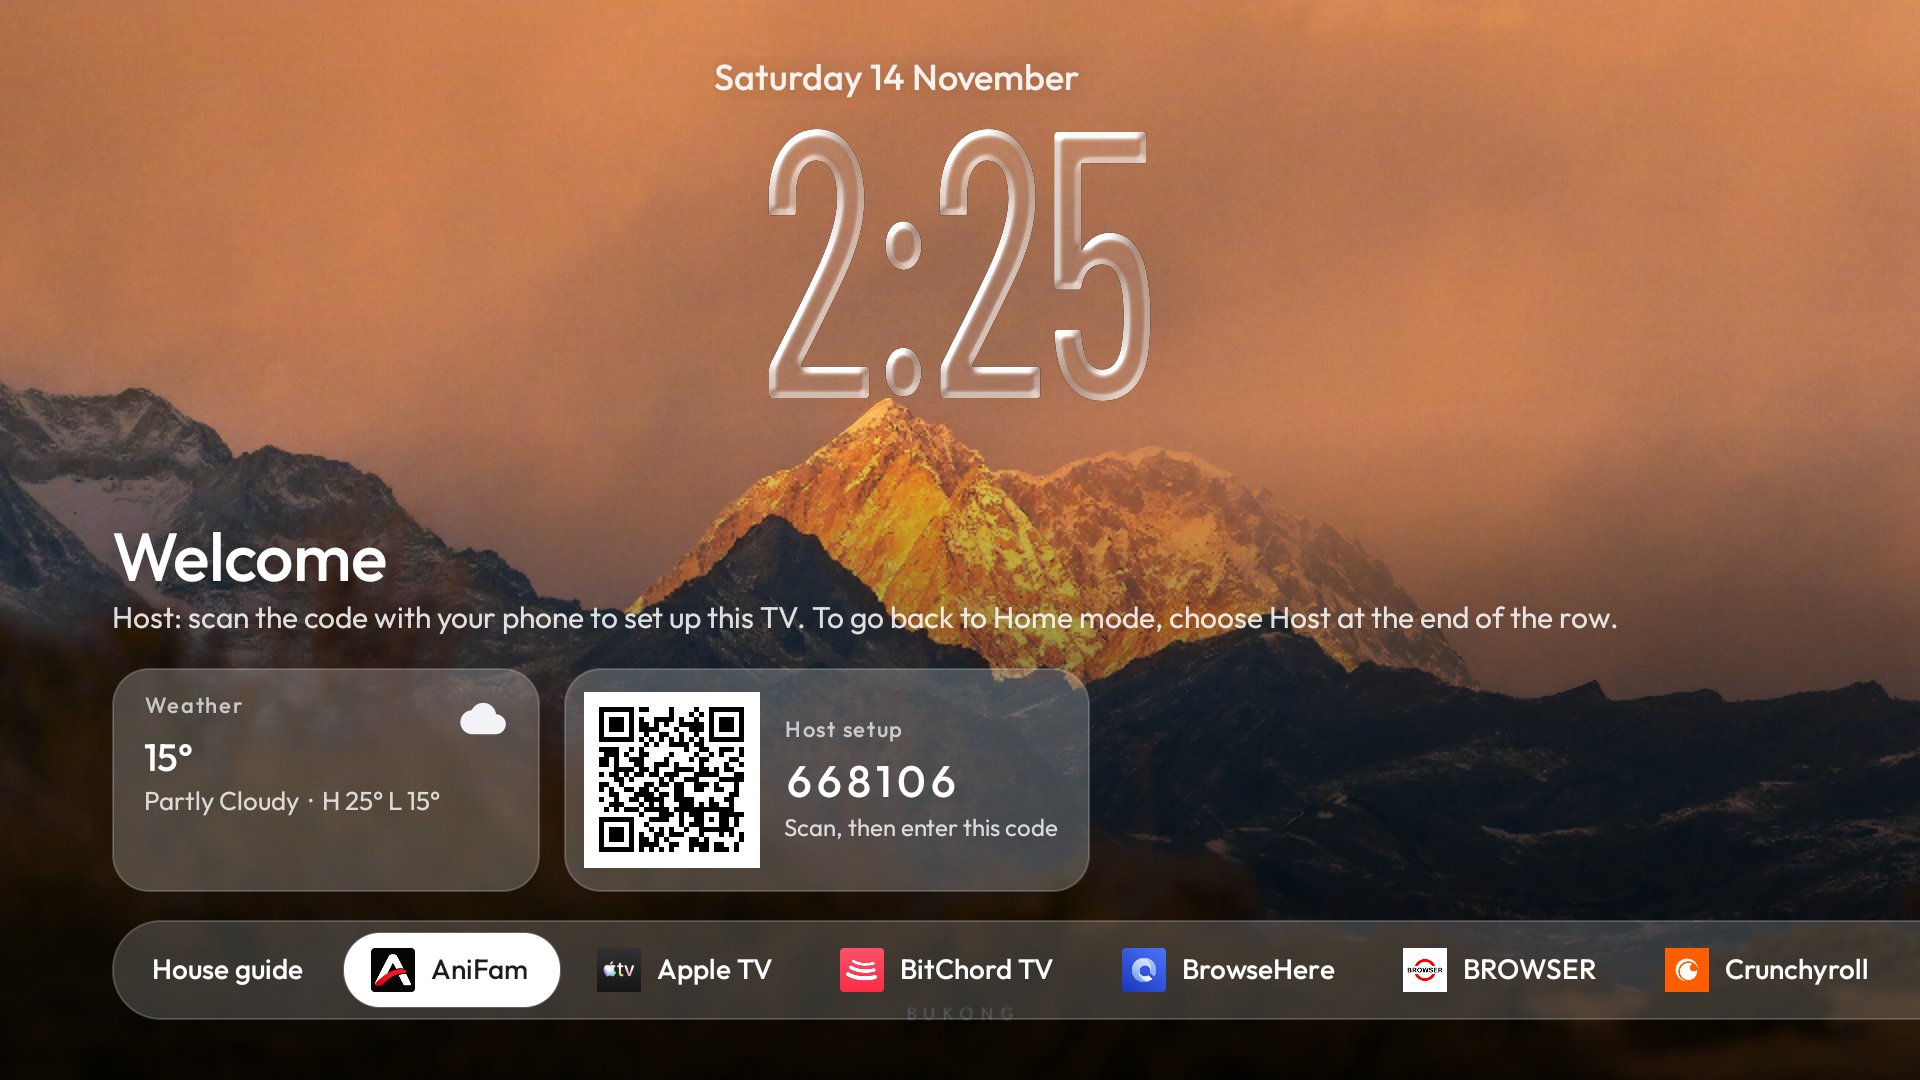 Saturday 14 November
2:25
Welcome
Host: scan the code with your phone to set up this TV. To go back to Home mode, choose Host at the end of the row.
Weather
15°
Partly Cloudy · H 25° L 15°
Host setup
668106
Scan, then enter this code
House guide
AniFam
tv
Apple TV
BitChord TV
BrowseHere
BROWSER
BROWSER
Crunchyroll
BUKONG